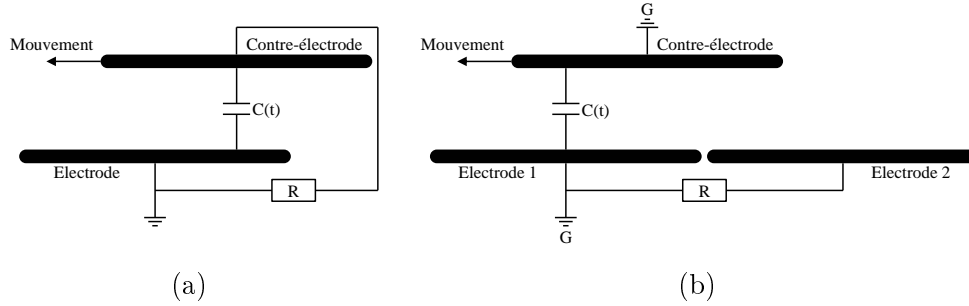 Mouvement
Contre-électrode
C(t)
Electrode
R
(a)
G
Mouvement
Contre-électrode
C(t)
Electrode 1
Electrode 2
R
G
(b)